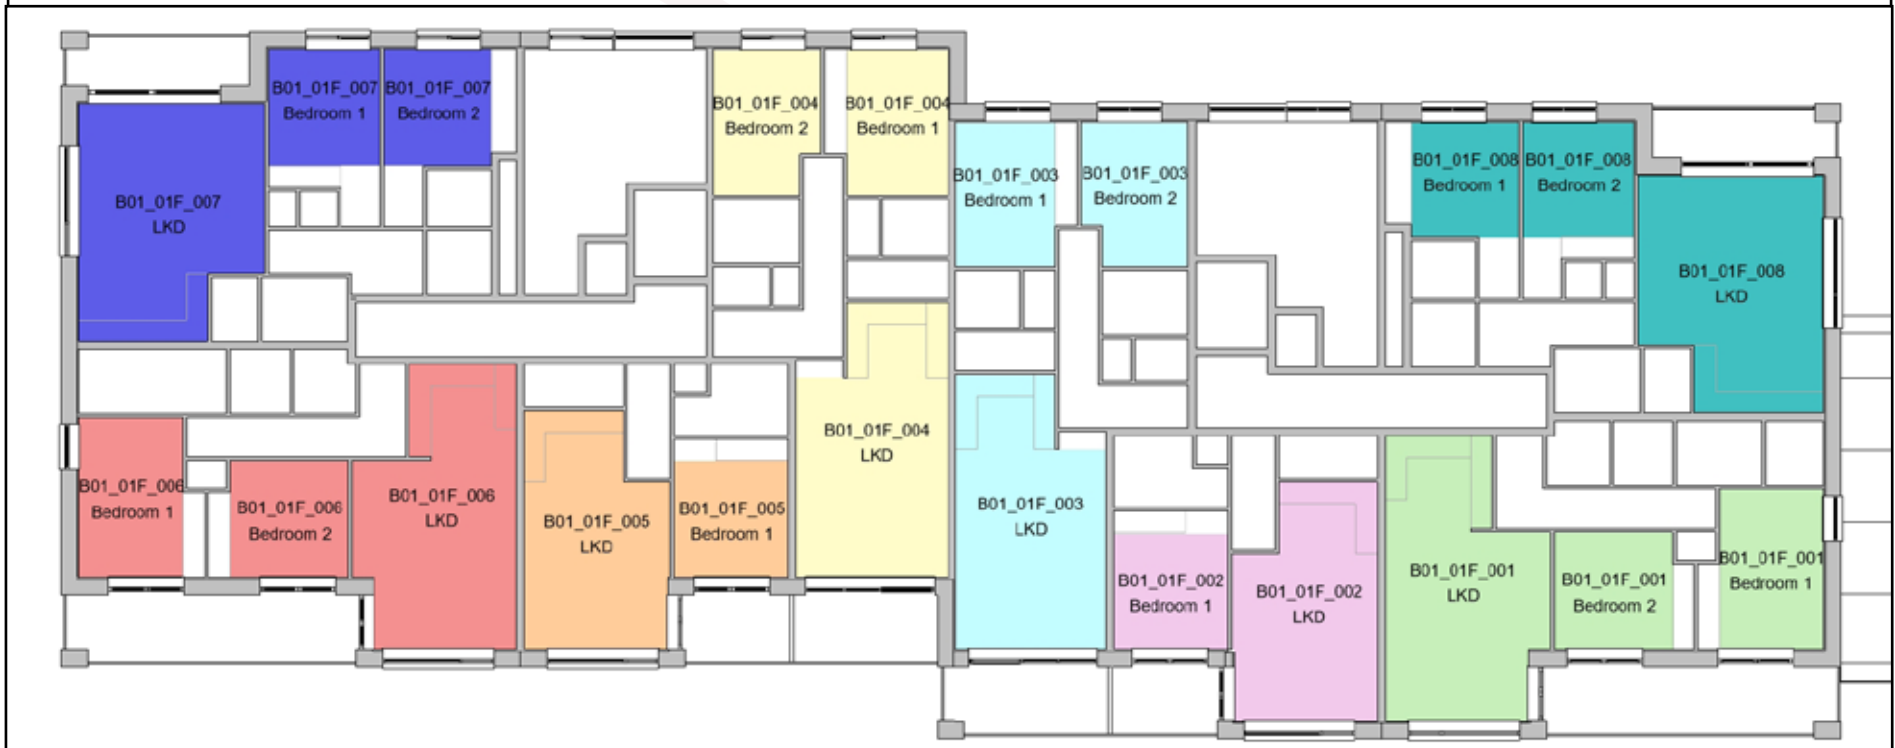 B01_01F_007
Bedroom 1
B01_01F_007
Bedroom 2
B01_01F_004
Bedroom 2
B01_01F_004
Bedroom 1
B01_01F_007
LKD
B01_01F_003
Bedroom 1
B01_01F_003
Bedroom 2
B01_01F_008
Bedroom 1
B01_01F_008
Bedroom 2
B01_01F_008
LKD
B01_01F_006
Bedroom 1
B01_01F_006
Bedroom 2
B01_01F_006
LKD
B01_01F_005
LKD
B01_01F_005
Bedroom 1
B01_01F_004
LKD
B01_01F_003
LKD
B01_01F_002
Bedroom 1
B01_01F_002
LKD
B01_01F_001
LKD
B01_01F_001
Bedroom 2
B01_01F_001
Bedroom 1